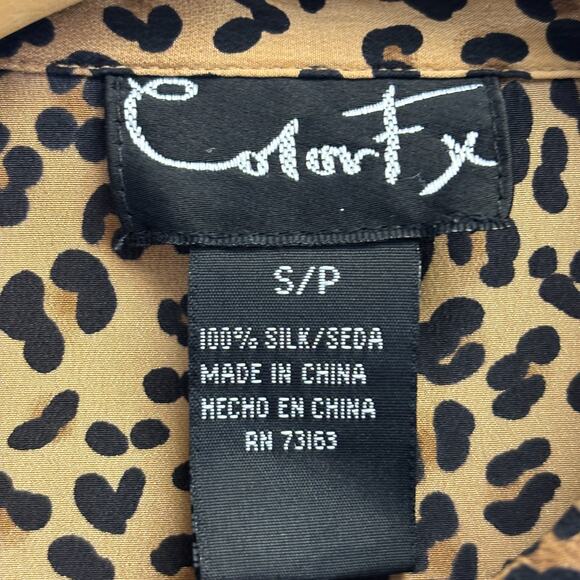 ColorFx
S/P
100% SILK/SEDA
MADE IN CHINA
HECHO EN CHINA
RN 73163